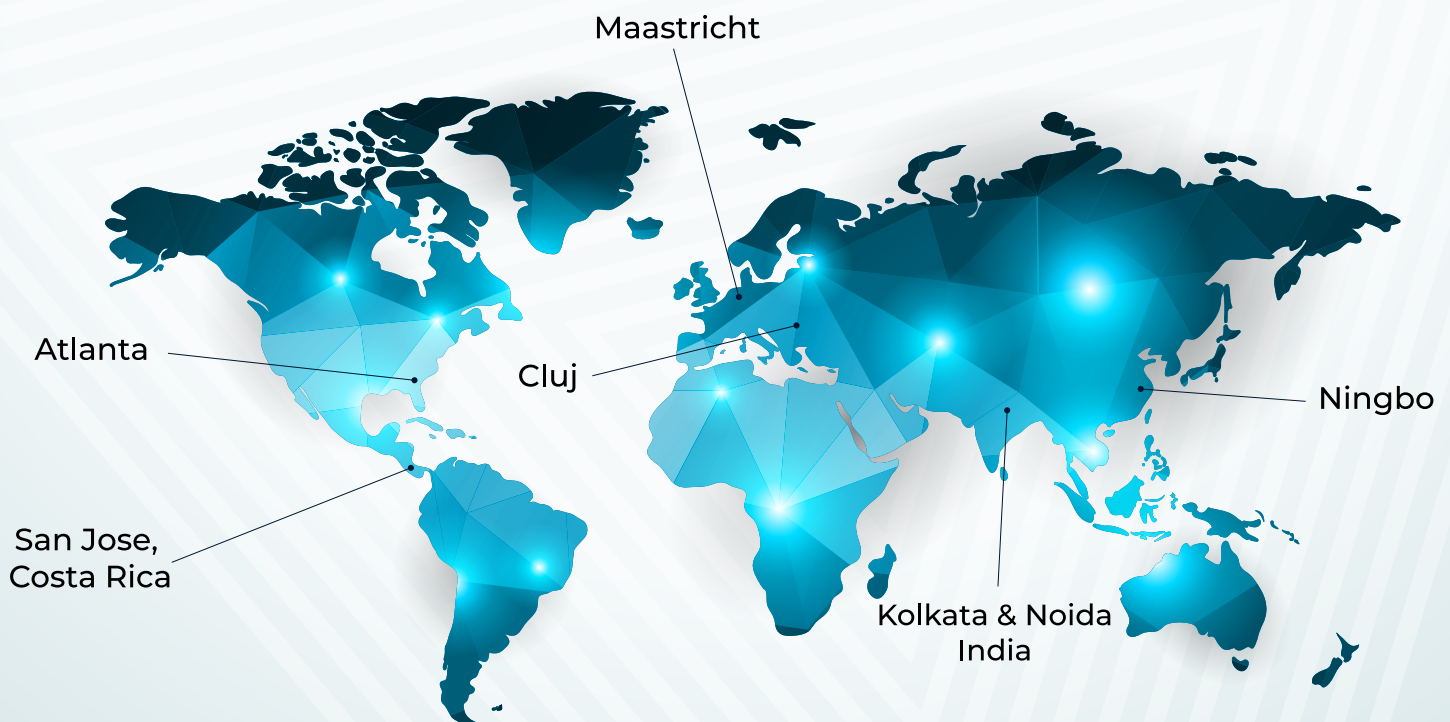 Maastricht
Atlanta
Cluj
Ningbo
San Jose,
Costa Rica
Kolkata & Noida
India